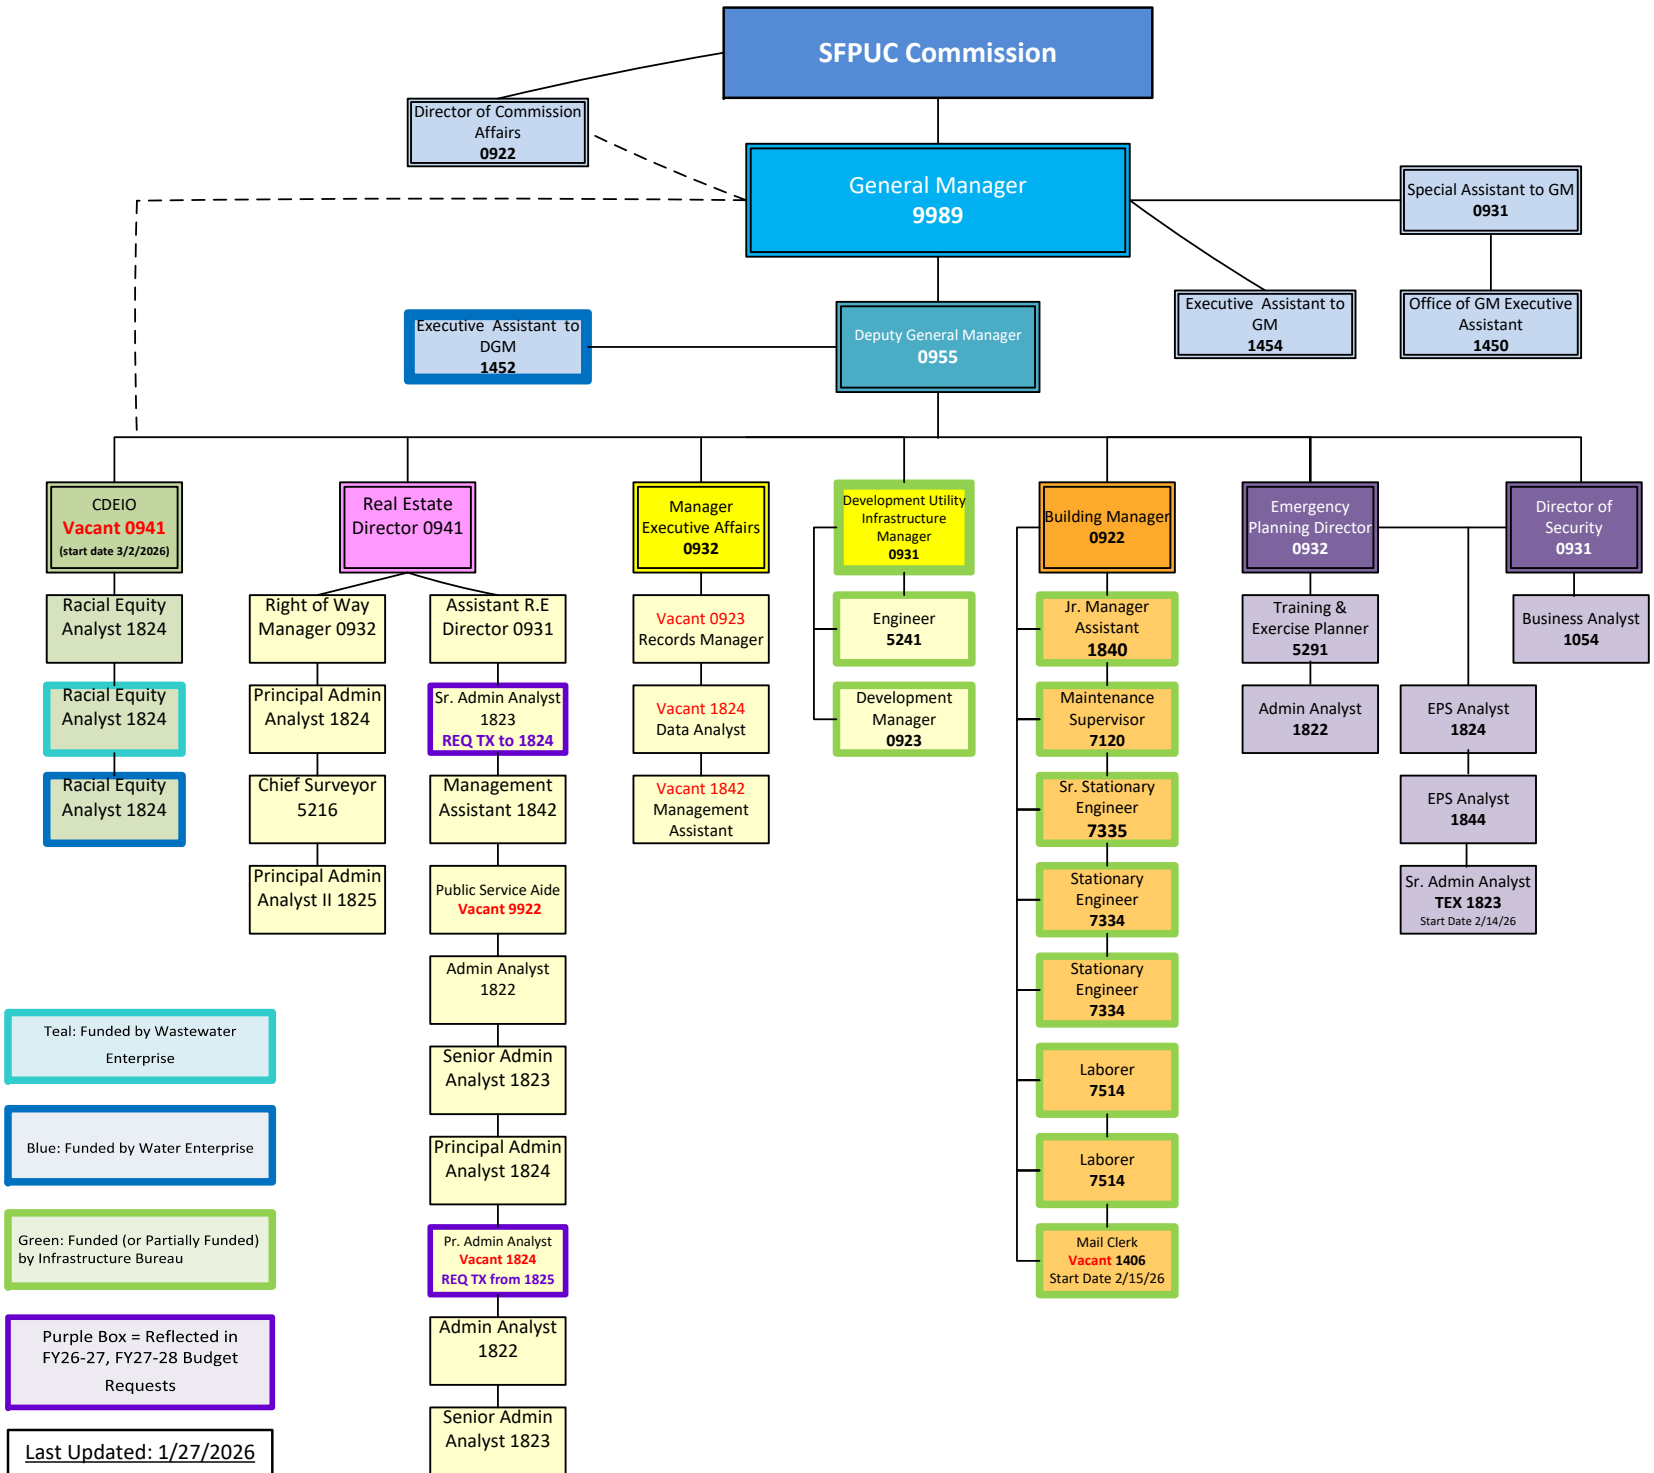 SFPUC Commission
Director of Commission
Affairs
0922
General Manager
9989
Special Assistant to GM
0931
Executive Assistant to
GM
1454
Office of GM Executive
Assistant
1450
Executive Assistant to
DGM
1452
Deputy General Manager
0955
CDEIO
Vacant 0941
(start date 3/2/2026)
Racial Equity
Analyst 1824
Racial Equity
Analyst 1824
Racial Equity
Analyst 1824
Real Estate
Director 0941
Right of Way
Manager 0932
Principal Admin
Analyst 1824
Chief Surveyor
5216
Principal Admin
Analyst II 1825
Assistant R.E
Director 0931
Sr. Admin Analyst
1823
REQ TX to 1824
Management
Assistant 1842
Public Service Aide
Vacant 9922
Admin Analyst
1822
Senior Admin
Analyst 1823
Principal Admin
Analyst 1824
Pr. Admin Analyst
Vacant 1824
REQ TX from 1825
Admin Analyst
1822
Senior Admin
Analyst 1823
Manager
Executive Affairs
0932
Vacant 0923
Records Manager
Vacant 1824
Data Analyst
Vacant 1842
Management
Assistant
Development Utility
Infrastructure
Manager
0931
Engineer
5241
Development
Manager
0923
Building Manager
0922
Jr. Manager
Assistant
1840
Maintenance
Supervisor
7120
Sr. Stationary
Engineer
7335
Stationary
Engineer
7334
Stationary
Engineer
7334
Laborer
7514
Laborer
7514
Mail Clerk
Vacant 1406
Start Date 2/15/26
Emergency
Planning Director
0932
Training &
Exercise Planner
5291
Admin Analyst
1822
EPS Analyst
1824
EPS Analyst
1844
Sr. Admin Analyst
TEX 1823
Start Date 2/14/26
Director of
Security
0931
Business Analyst
1054
Teal: Funded by Wastewater
Enterprise
Blue: Funded by Water Enterprise
Green: Funded (or Partially Funded)
by Infrastructure Bureau
Purple Box = Reflected in
FY26-27, FY27-28 Budget
Requests
Last Updated: 1/27/2026